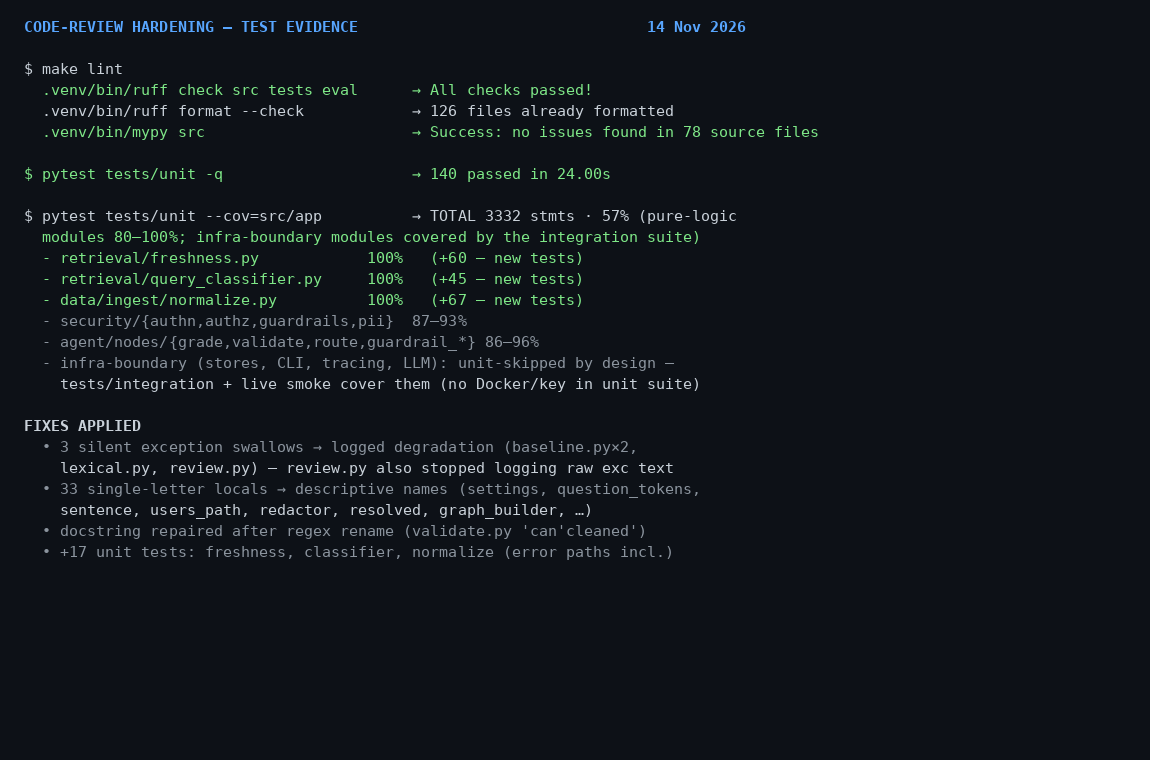 CODE-REVIEW HARDENING — TEST EVIDENCE 14 Nov 2026
$ make lint
.venv/bin/ruff check src tests eval → All checks passed!
.venv/bin/ruff format --check → 126 files already formatted
.venv/bin/mypy src → Success: no issues found in 78 source files
$ pytest tests/unit -q → 140 passed in 24.00s
$ pytest tests/unit --cov=src/app → TOTAL 3332 stmts · 57% (pure-logic
modules 80–100%; infra-boundary modules covered by the integration suite)
- retrieval/freshness.py 100% (+60 — new tests)
- retrieval/query_classifier.py 100% (+45 — new tests)
- data/ingest/normalize.py 100% (+67 — new tests)
- security/{authn,authz,guardrails,pii} 87–93%
- agent/nodes/{grade,validate,route,guardrail_*} 86–96%
- infra-boundary (stores, CLI, tracing, LLM): unit-skipped by design —
tests/integration + live smoke cover them (no Docker/key in unit suite)
FIXES APPLIED
• 3 silent exception swallows → logged degradation (baseline.py×2,
lexical.py, review.py) — review.py also stopped logging raw exc text
• 33 single-letter locals → descriptive names (settings, question_tokens,
sentence, users_path, redactor, resolved, graph_builder, …)
• docstring repaired after regex rename (validate.py 'can'cleaned')
• +17 unit tests: freshness, classifier, normalize (error paths incl.)